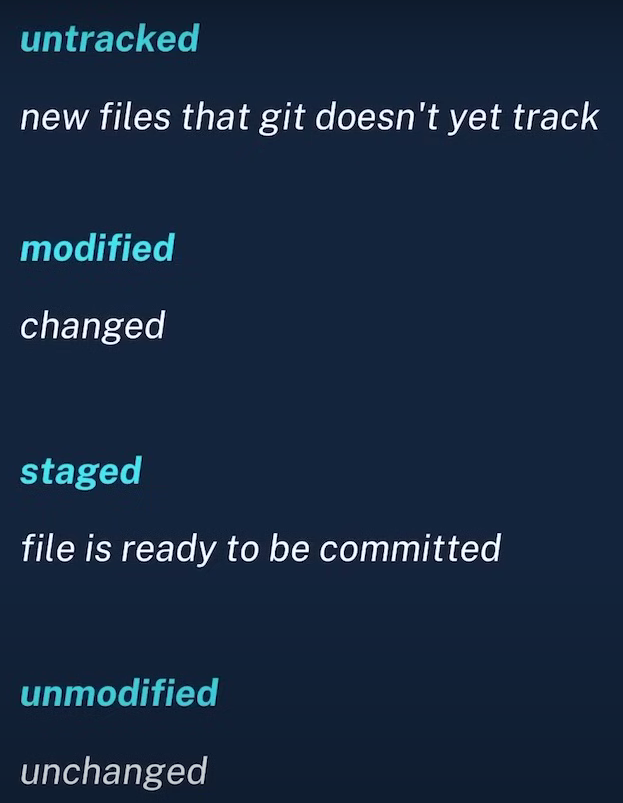 untracked
new files that git doesn't yet track
modified
changed
staged
file is ready to be committed
unmodified
unchanged